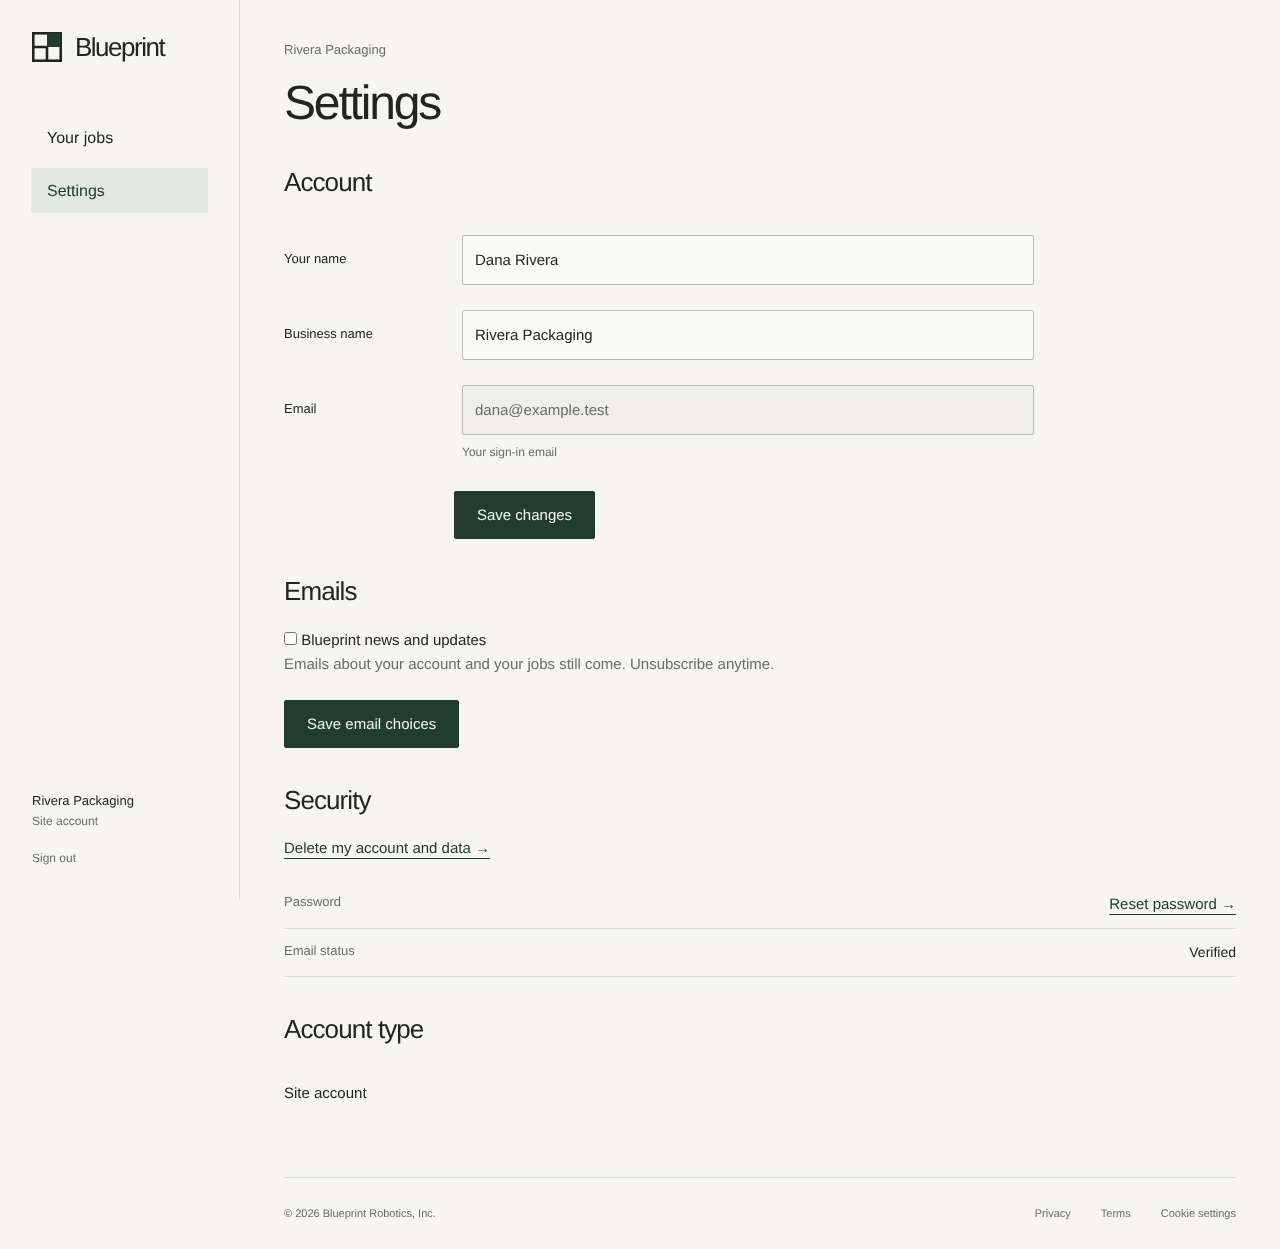 Blueprint
Your jobs
Settings
Rivera Packaging
Site account
Sign out
Rivera Packaging
Settings
Account
Your name
Dana Rivera
Business name
Rivera Packaging
Email
dana@example.test
Your sign-in email
Save changes
Emails
Blueprint news and updates
Emails about your account and your jobs still come. Unsubscribe anytime.
Save email choices
Security
Delete my account and data →
Password
Reset password →
Email status
Verified
Account type
Site account
© 2026 Blueprint Robotics, Inc.
Privacy
Terms
Cookie settings